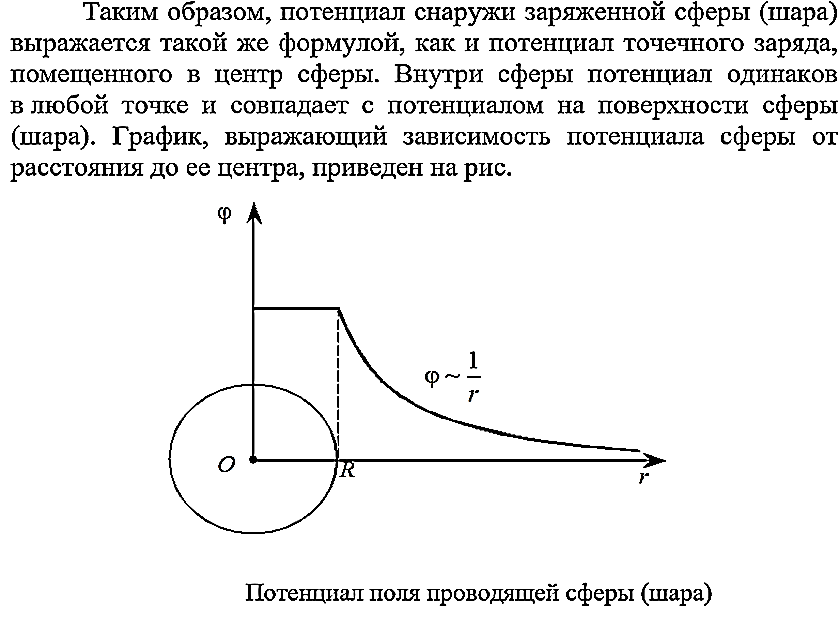 Таким образом, потенциал снаружи заряженной сферы (шара)
выражается такой же формулой, как и потенциал точечного заряда,
помещенного в центр сферы. Внутри сферы потенциал одинаков
в любой точке и совпадает с потенциалом на поверхности сферы
(шара). График, выражающий зависимость потенциала сферы от
расстояния до ее центра, приведен на рис.
φ
φ ~ 1/r
O
R
r
Потенциал поля проводящей сферы (шара)